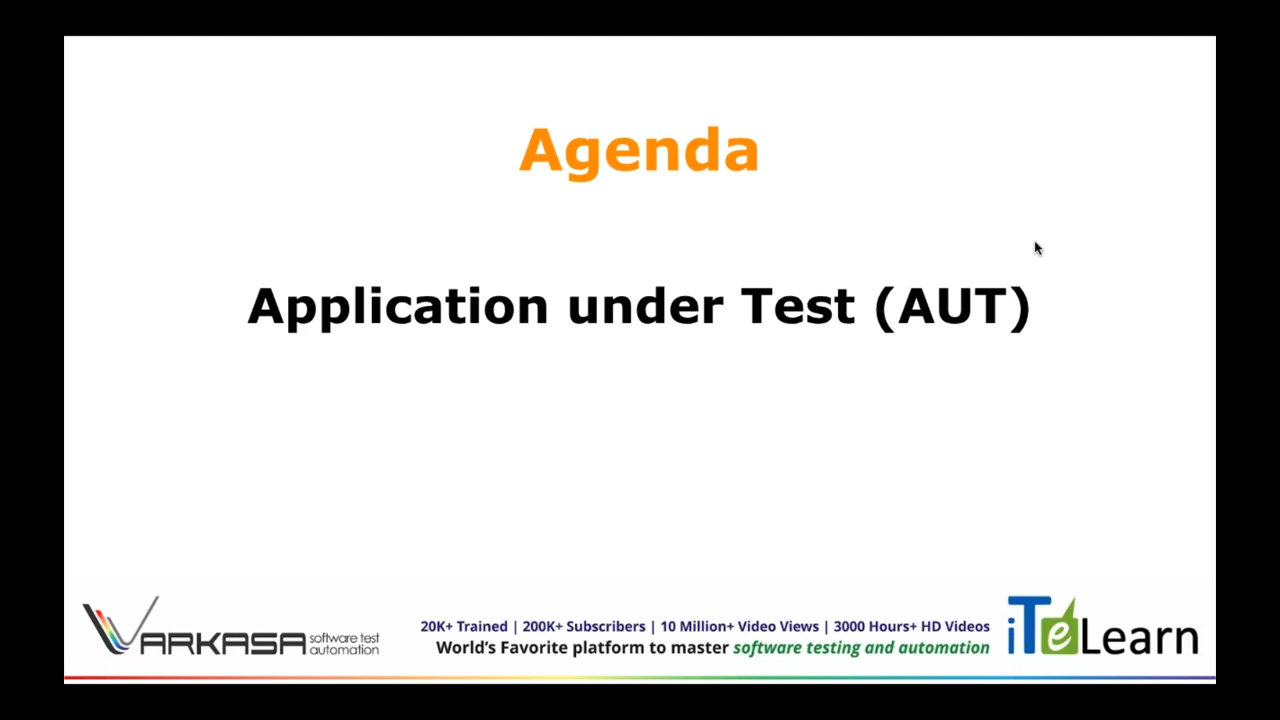 Agenda
Application under Test (AUT)
VARKASA software test automation
20K+ Trained | 200K+ Subscribers | 10 Million+ Video Views | 3000 Hours+ HD Videos
World's Favorite platform to master software testing and automation
iTeLearn